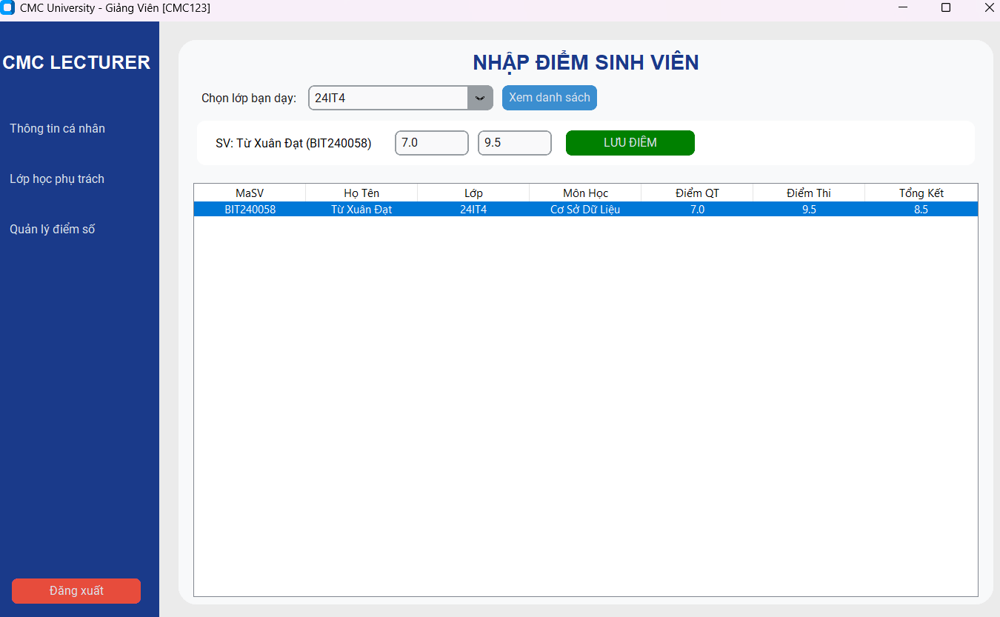 CMC University - Giảng Viên [CMC123]
CMC LECTURER
Thông tin cá nhân
Lớp học phụ trách
Quản lý điểm số
Đăng xuất
NHẬP ĐIỂM SINH VIÊN
Chọn lớp bạn dạy: 24IT4 Xem danh sách
SV: Từ Xuân Đạt (BIT240058) 7.0 9.5 LƯU ĐIỂM
MaSV Họ Tên Lớp Môn Học Điểm QT Điểm Thi Tổng Kết
BIT240058 Từ Xuân Đạt 24IT4 Cơ Sở Dữ Liệu 7.0 9.5 8.5